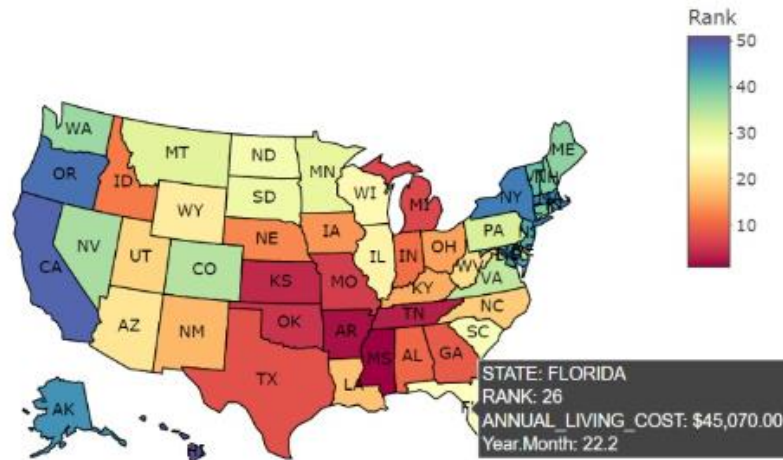 Rank
50
40
30
20
10
WA
MT
ND
MN
ME
OR
ID
SD
WI
NY
MI
WY
IA
PA
NE
NV
UT
IL
IN
OH
CA
CO
WV
VA
KS
MO
KY
NC
TN
AZ
NM
OK
AR
SC
MS
AL
GA
TX
LA
AK
STATE: FLORIDA
RANK: 26
ANNUAL_LIVING_COST: $45,070.00
Year.Month: 22.2